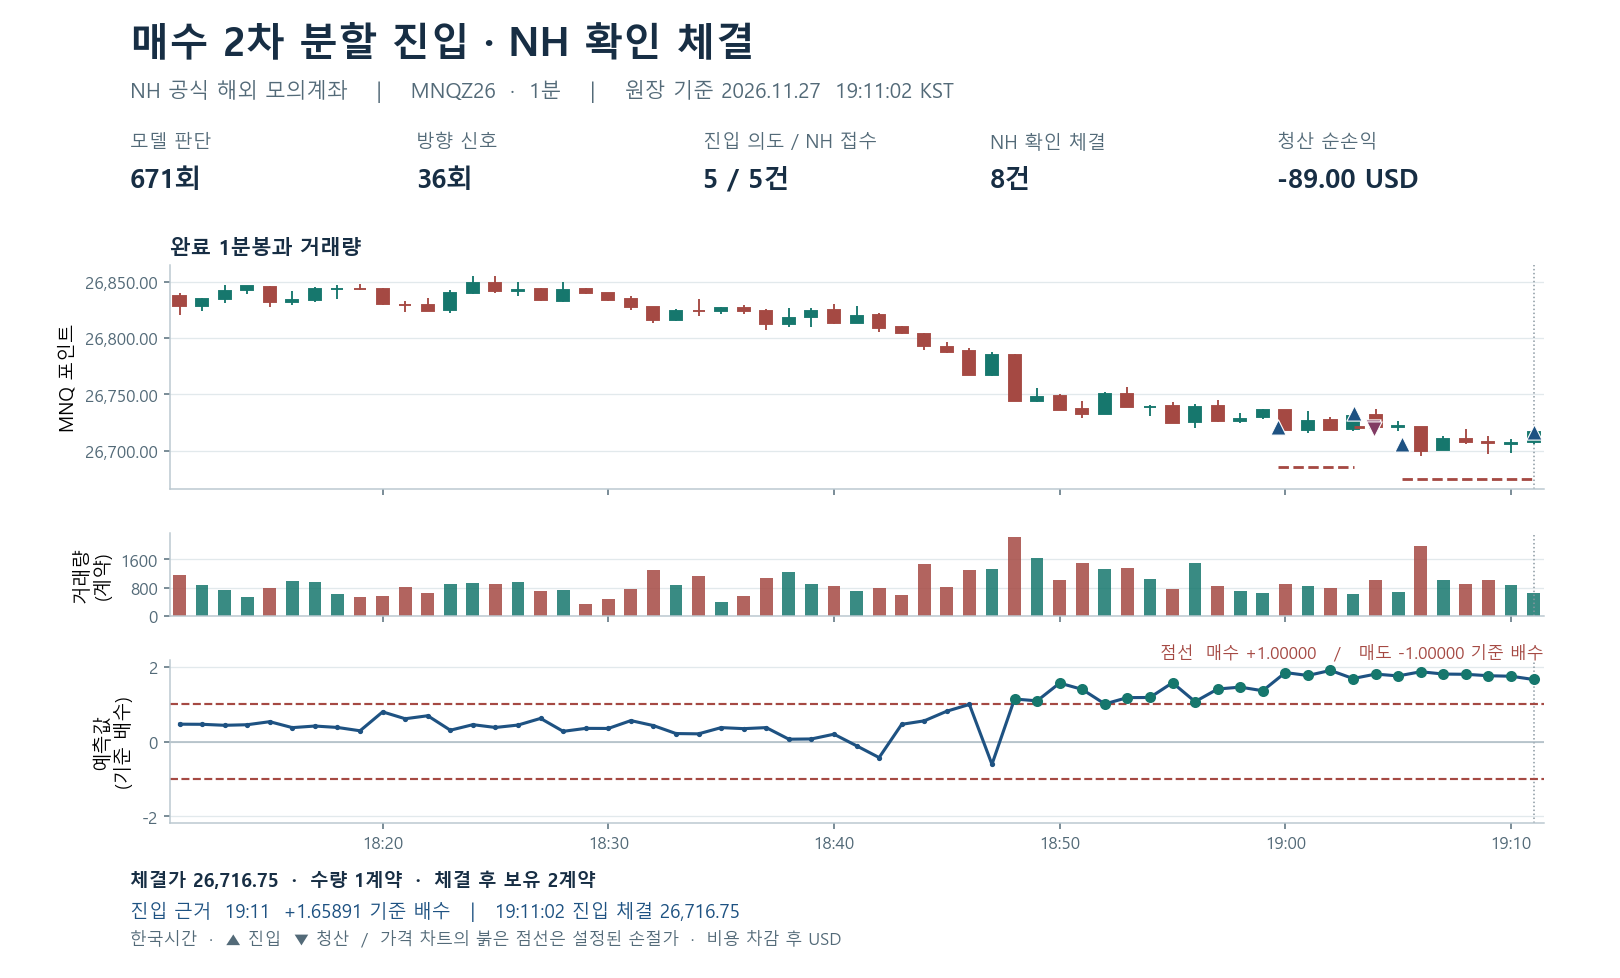 매수 2차 분할 진입 · NH 확인 체결
NH 공식 해외 모의계좌 | MNQZ26 · 1분 | 원장 기준 2026.11.27 19:11:02 KST
모델 판단 방향 신호 진입 의도 / NH 접수 NH 확인 체결 청산 순손익
671회 36회 5 / 5건 8건 -89.00 USD
완료 1분봉과 거래량
MNQ 포인트
26,850.00
26,800.00
26,750.00
26,700.00
거래량
(계약)
1600
800
0
점선 매수 +1.00000 / 매도 -1.00000 기준 배수
예측값
(기준 배수)
2
0
-2
18:20 18:30 18:40 18:50 19:00 19:10
체결가 26,716.75 · 수량 1계약 · 체결 후 보유 2계약
진입 근거 19:11 +1.65891 기준 배수 | 19:11:02 진입 체결 26,716.75
한국시간 · ▲ 진입 ▼ 청산 / 가격 차트의 붉은 점선은 설정된 손절가 · 비용 차감 후 USD